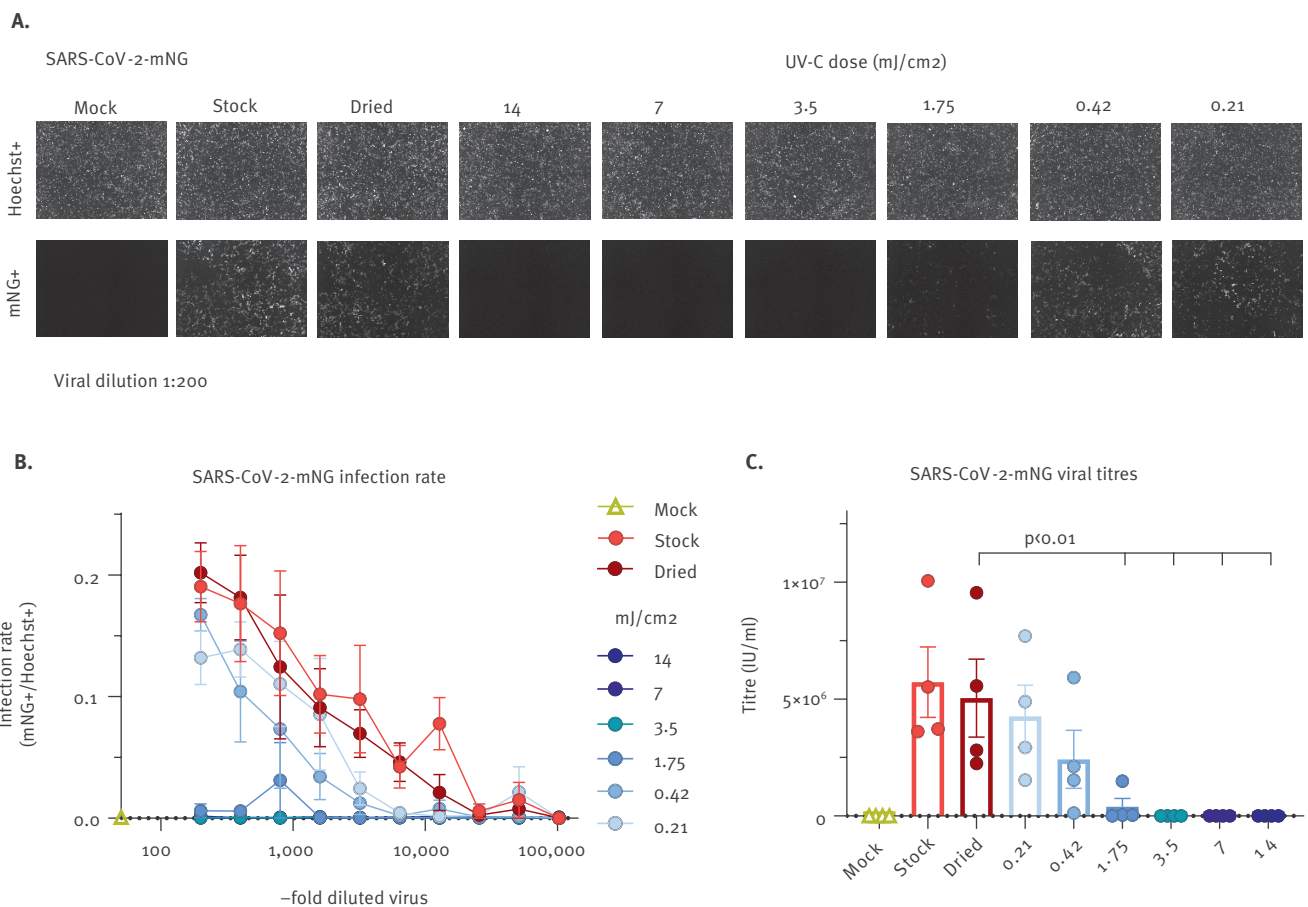 A.
SARS-CoV-2-mNG
UV-C dose (mJ/cm2)
Mock Stock Dried 14 7 3.5 1.75 0.42 0.21
Hoechst+
mNG+
Viral dilution 1:200
B.
SARS-CoV-2-mNG infection rate
Infection rate
(mNG+/Hoechst+)
0.2
0.1
0.0
100 1,000 10,000 100,000
–fold diluted virus
Mock
Stock
Dried
mJ/cm2
14
7
3.5
1.75
0.42
0.21
C.
SARS-CoV-2-mNG viral titres
p<0.01
Titre (IU/ml)
1×10⁷
5×10⁶
0
Mock Stock Dried 0.21 0.42 1.75 3.5 7 14